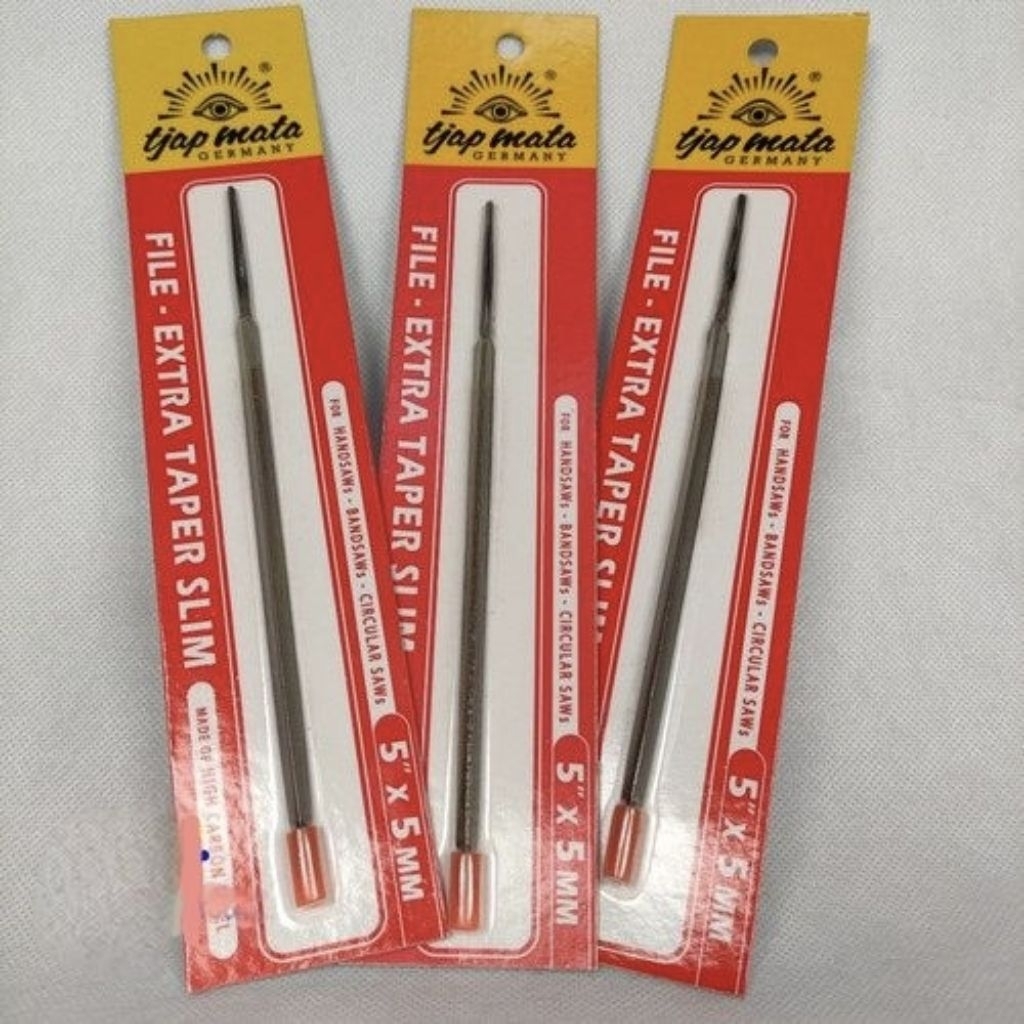 ®
tjap mata
GERMANY
FILE - EXTRA TAPER SLIM
FOR HANDSAWs - BANDSAWs - CIRCULAR SAWs
MADE OF HIGH CARBON
5" X 5 MM
®
tjap mata
GERMANY
FILE - EXTRA TAPER SLIM
FOR HANDSAWs - BANDSAWs - CIRCULAR SAWs
5" X 5 MM
®
tjap mata
GERMANY
FILE - EXTRA TAPER SLIM
FOR HANDSAWs - BANDSAWs - CIRCULAR SAWs
5" X 5 MM